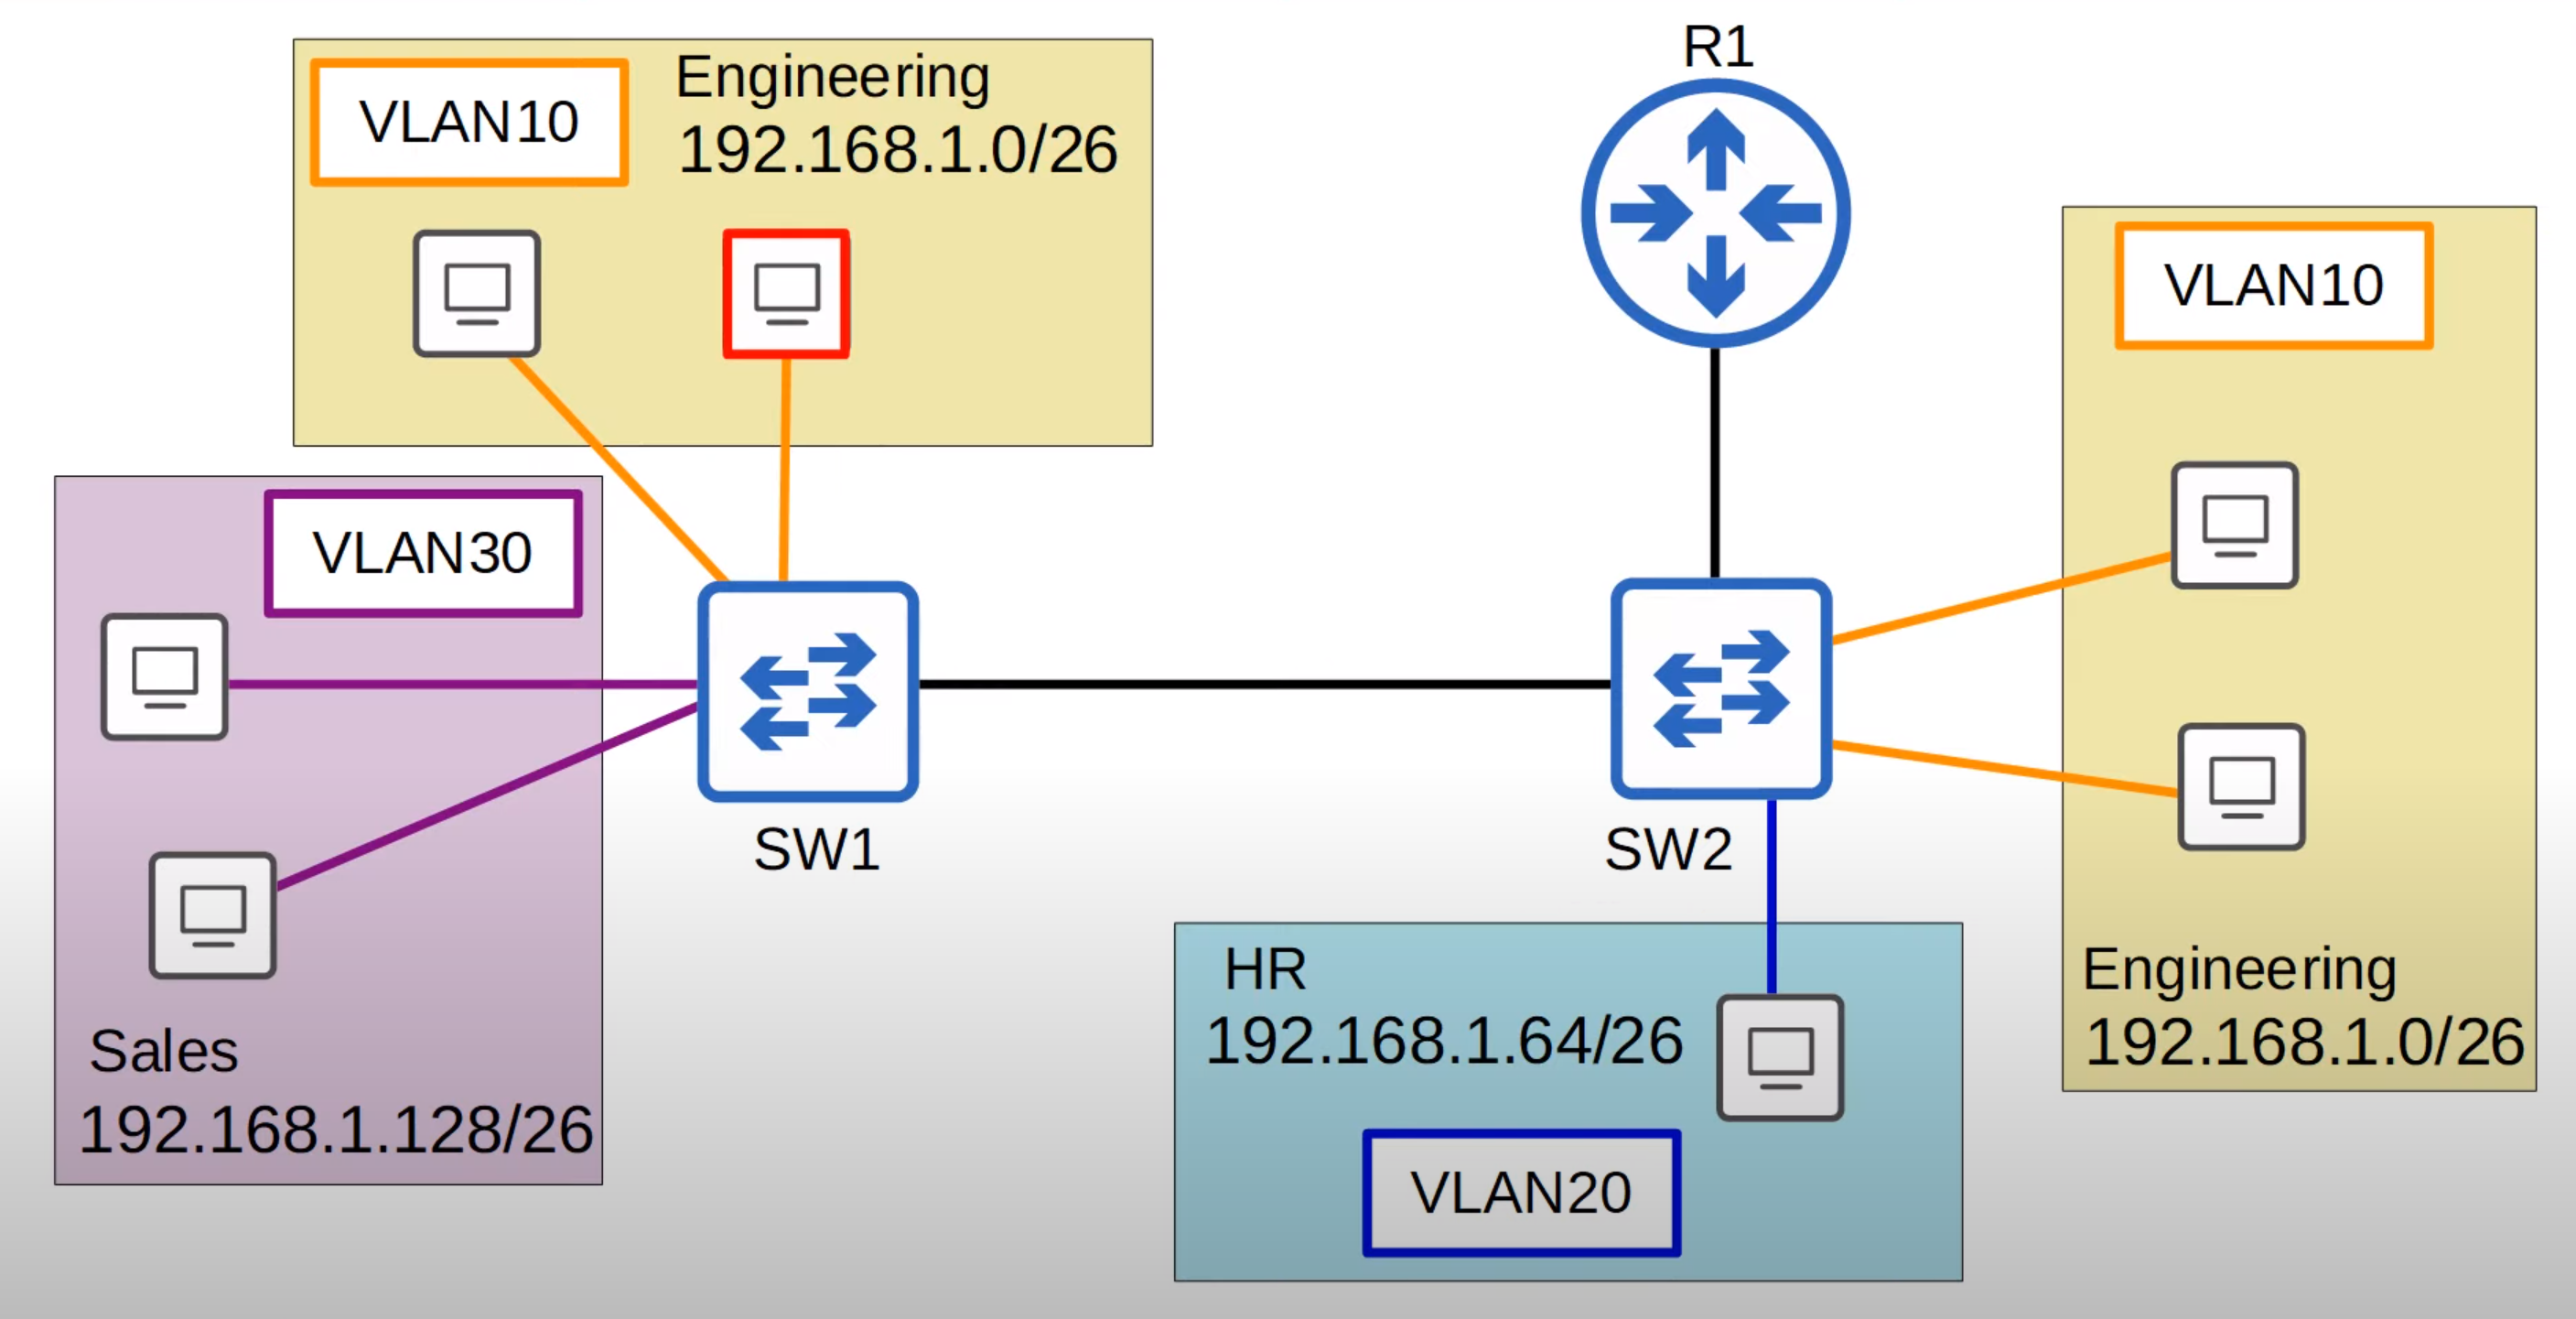 R1
VLAN10
Engineering
192.168.1.0/26
VLAN10
VLAN30
SW1
SW2
Sales
192.168.1.128/26
HR
192.168.1.64/26
VLAN20
Engineering
192.168.1.0/26